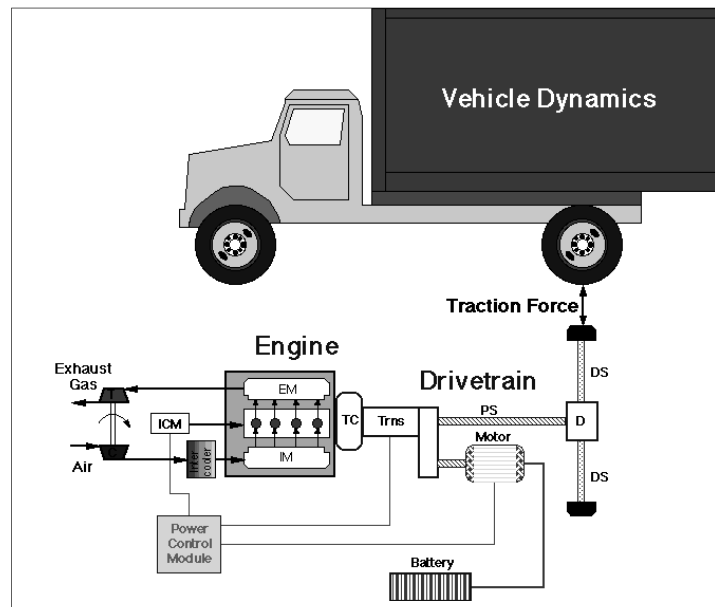 Vehicle Dynamics
Traction Force
Engine
Exhaust
Gas
T
EM
Drivetrain
DS
ICM
TC
Trns
PS
D
Motor
C
Air
Inter
cooler
IM
DS
Power
Control
Module
Battery